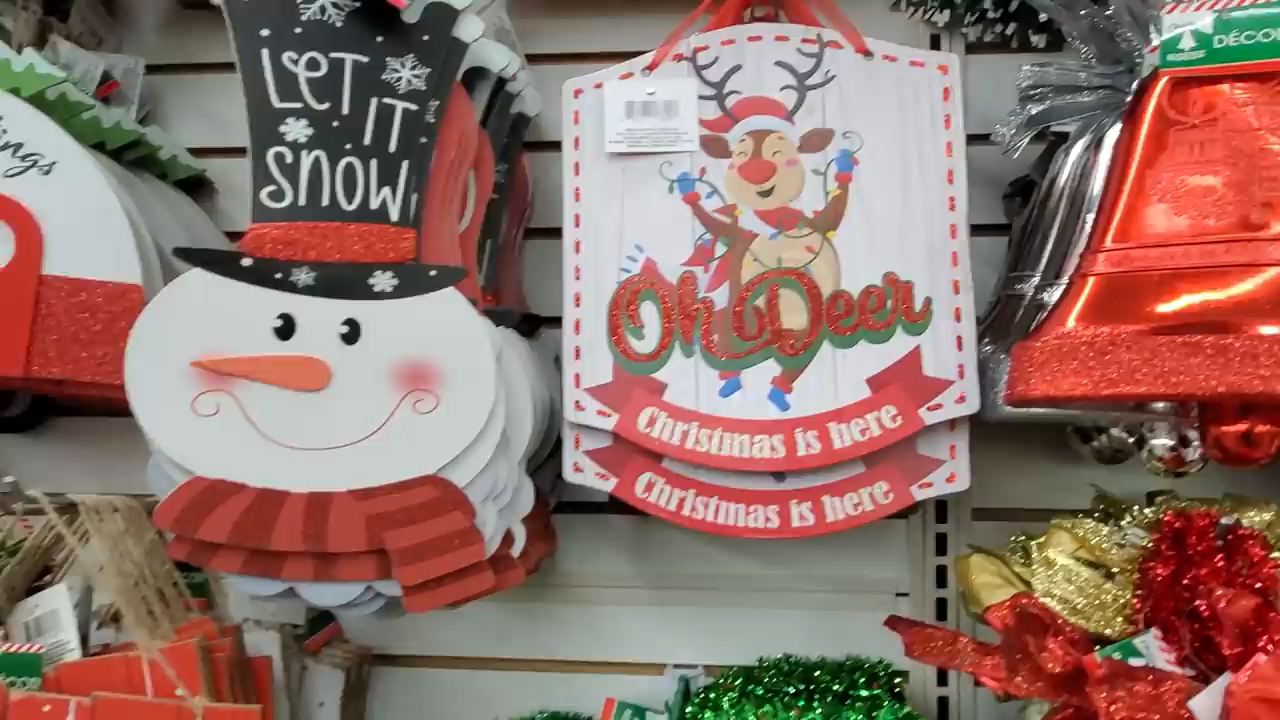 LET
IT
SNOW
Oh Deer
Christmas is here
Christmas is here
DÉCOR